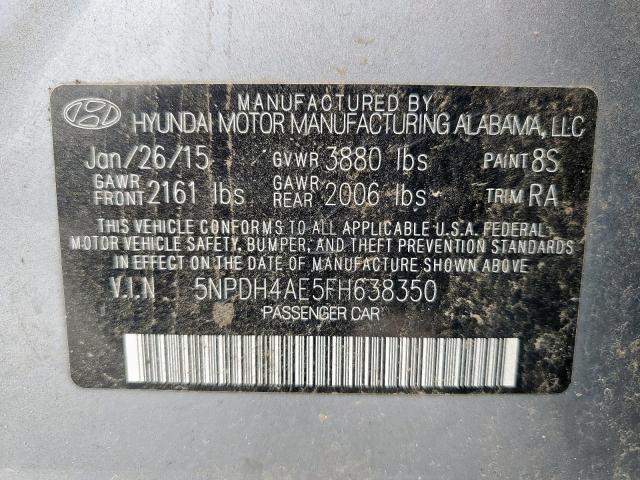 MANUFACTURED BY
HYUNDAI MOTOR MANUFACTURING ALABAMA, LLC
Jan/26/15 GVWR 3880 lbs PAINT 8S
GAWR FRONT 2161 lbs GAWR REAR 2006 lbs TRIM RA
THIS VEHICLE CONFORMS TO ALL APPLICABLE U.S.A. FEDERAL
MOTOR VEHICLE SAFETY, BUMPER, AND THEFT PREVENTION STANDARDS
IN EFFECT ON THE DATE OF MANUFACTURE SHOWN ABOVE.
V.I.N 5NPDH4AE5FH638350
PASSENGER CAR